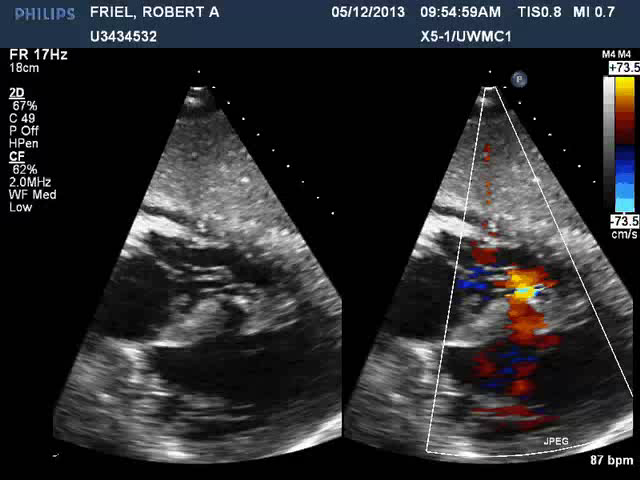 PHILIPS FRIEL, ROBERT A 05/12/2013 09:54:59AM TIS0.8 MI 0.7
U3434532 X5-1/UWMC1
FR 17Hz
18cm
2D
67%
C 49
P Off
HPen
CF
62%
2.0MHz
WF Med
Low
P
M4 M4
+73.5
-73.5
cm/s
JPEG
87 bpm